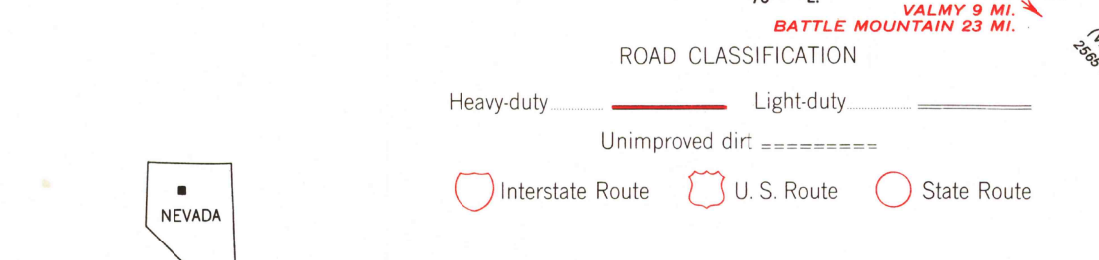 VALMY 9 MI.
BATTLE MOUNTAIN 23 MI.
ROAD CLASSIFICATION
Heavy-duty Light-duty
Unimproved dirt
Interstate Route U. S. Route State Route
NEVADA